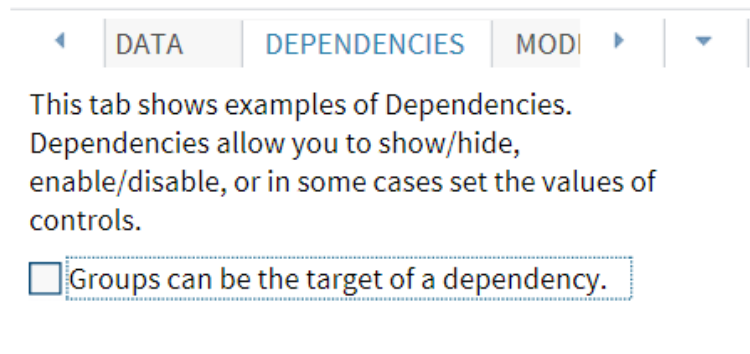 DATA DEPENDENCIES MOD
This tab shows examples of Dependencies.
Dependencies allow you to show/hide,
enable/disable, or in some cases set the values of
controls.
Groups can be the target of a dependency.